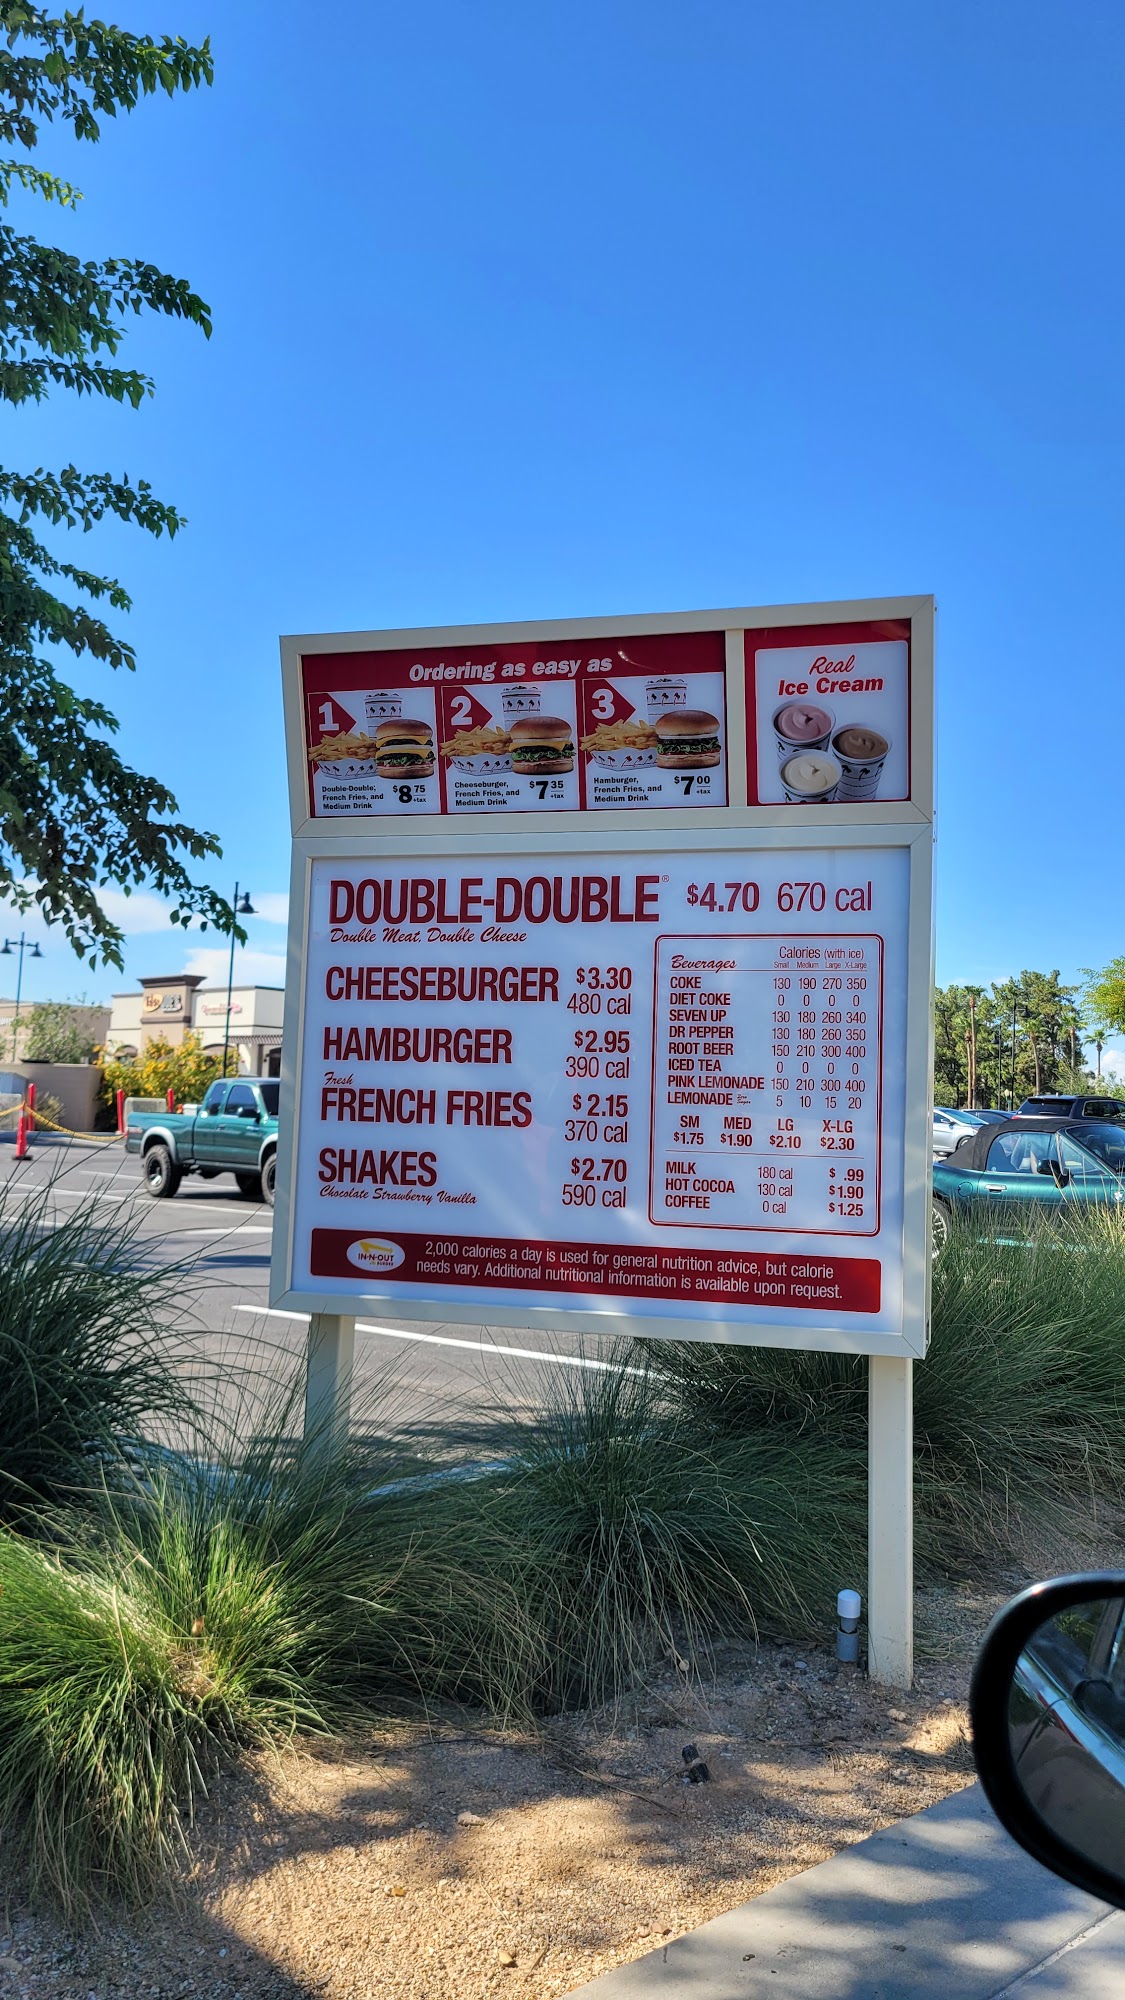 Ordering as easy as
1
Double-Double,
French Fries, and
Medium Drink
$8 75
+tax
2
Cheeseburger,
French Fries, and
Medium Drink
$7 35
+tax
3
Hamburger,
French Fries, and
Medium Drink
$7 00
+tax
Real
Ice Cream
DOUBLE-DOUBLE® $4.70 670 cal
Double Meat, Double Cheese
CHEESEBURGER $3.30
480 cal
HAMBURGER $2.95
390 cal
Fresh
FRENCH FRIES $2.15
370 cal
SHAKES $2.70
Chocolate Strawberry Vanilla 590 cal
Beverages Calories (with ice)
Small Medium Large X-Large
COKE 130 190 270 350
DIET COKE 0 0 0 0
SEVEN UP 130 180 260 340
DR PEPPER 130 180 260 350
ROOT BEER 150 210 300 400
ICED TEA 0 0 0 0
PINK LEMONADE 150 210 300 400
LEMONADE 5 10 15 20
SM MED LG X-LG
$1.75 $1.90 $2.10 $2.30
MILK 180 cal $ .99
HOT COCOA 130 cal $1.90
COFFEE 0 cal $1.25
IN-N-OUT
BURGER
2,000 calories a day is used for general nutrition advice, but calorie
needs vary. Additional nutritional information is available upon request.